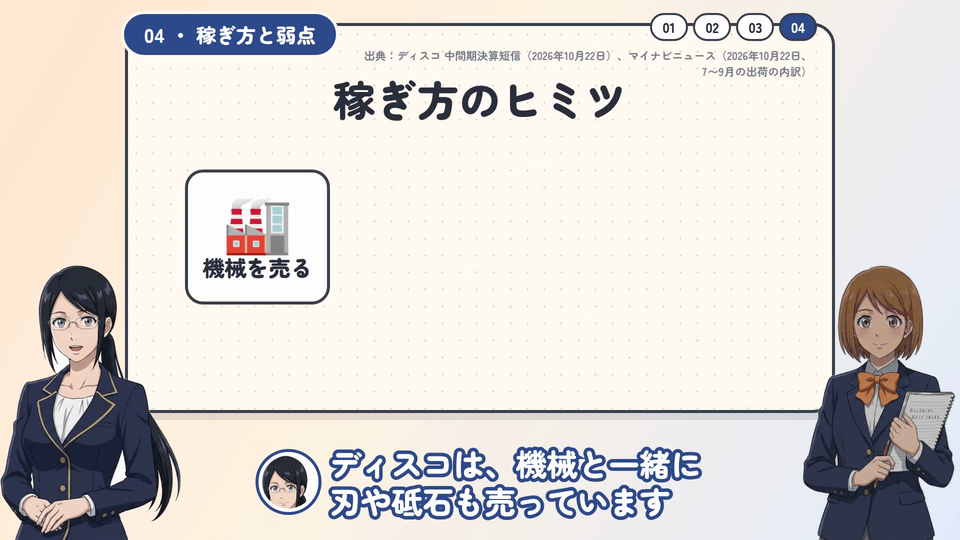 04 ・ 稼ぎ方と弱点
01 02 03 04
出典：ディスコ 中間期決算短信（2026年10月22日）、マイナビニュース（2026年10月22日、
7〜9月の出荷の内訳）
稼ぎ方のヒミツ
機械を売る
ディスコは、機械と一緒に
刃や砥石も売っています